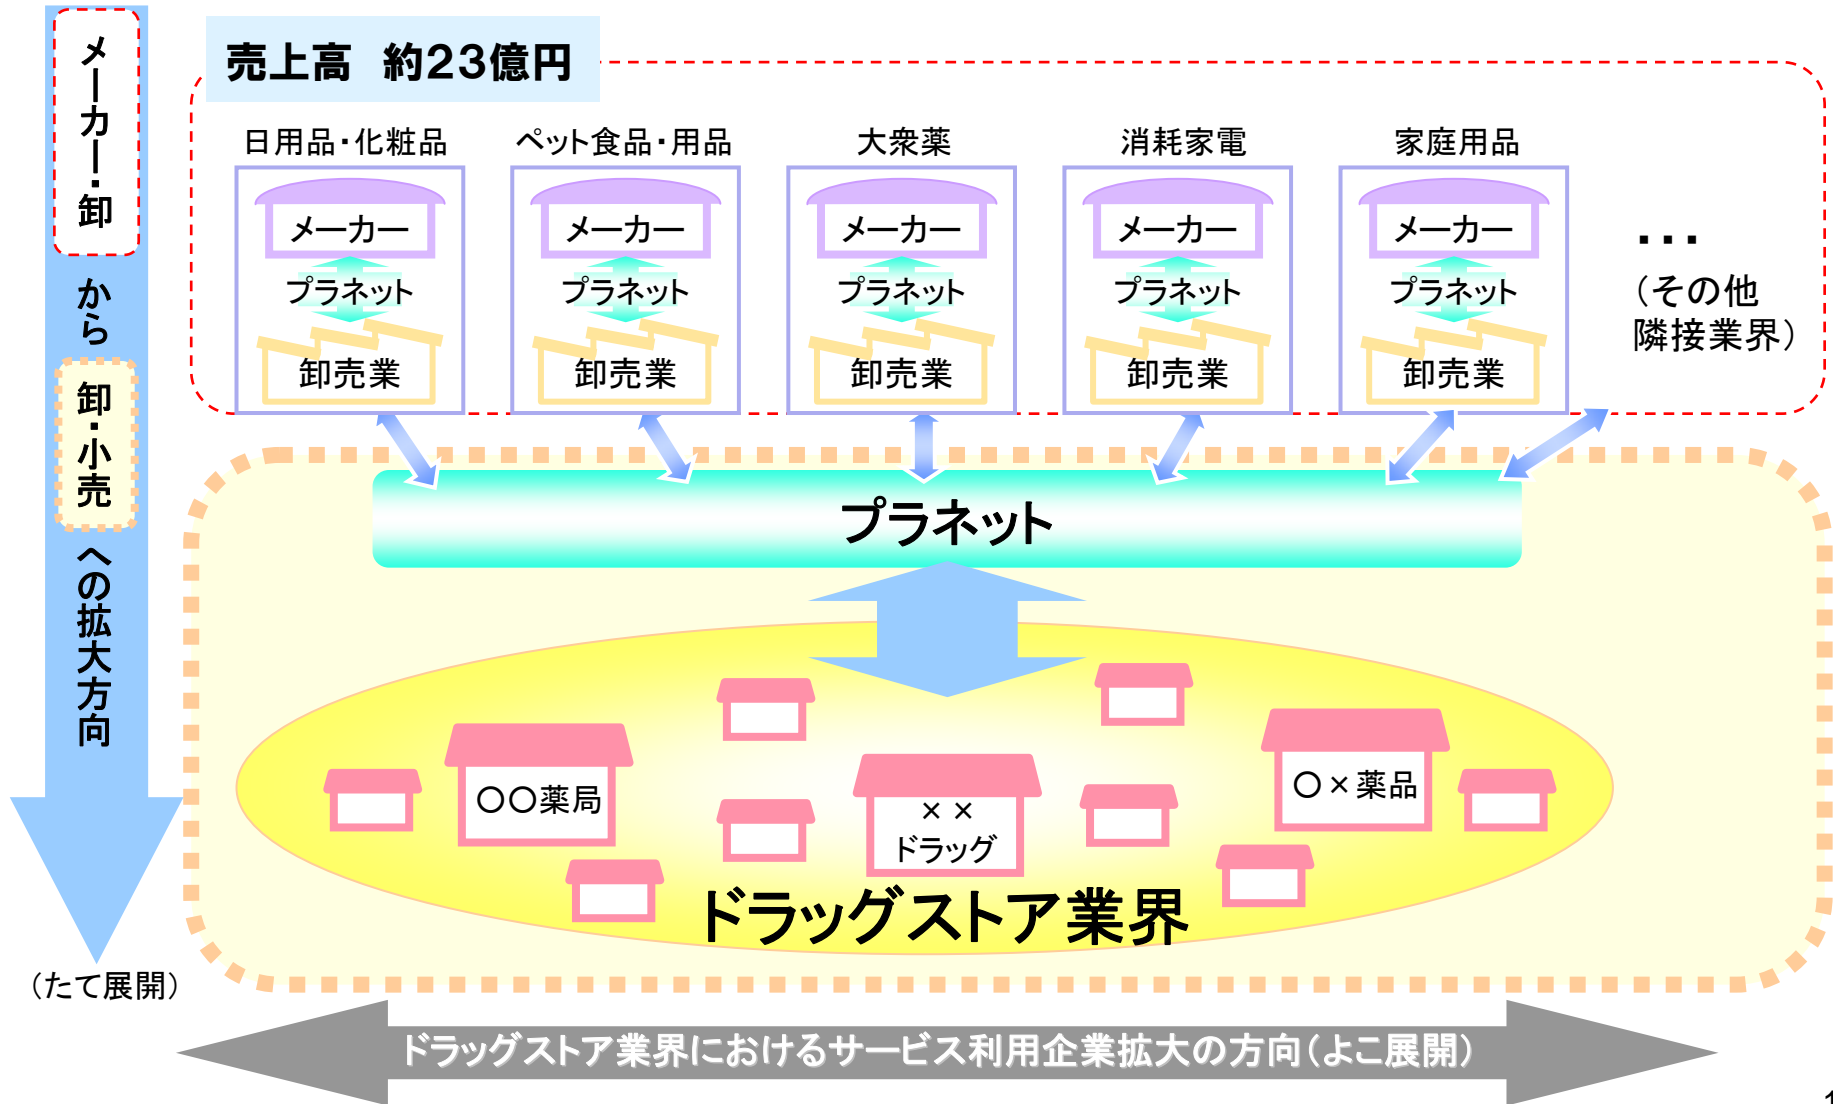 メーカー・卸
から
卸・小売
への拡大方向
(たて展開)
売上高　約23億円
日用品・化粧品
メーカー
プラネット
卸売業
ペット食品・用品
メーカー
プラネット
卸売業
大衆薬
メーカー
プラネット
卸売業
消耗家電
メーカー
プラネット
卸売業
家庭用品
メーカー
プラネット
卸売業
・・・
(その他
隣接業界)
プラネット
〇〇薬局
××
ドラッグ
〇×薬品
ドラッグストア業界
ドラッグストア業界におけるサービス利用企業拡大の方向(よこ展開)